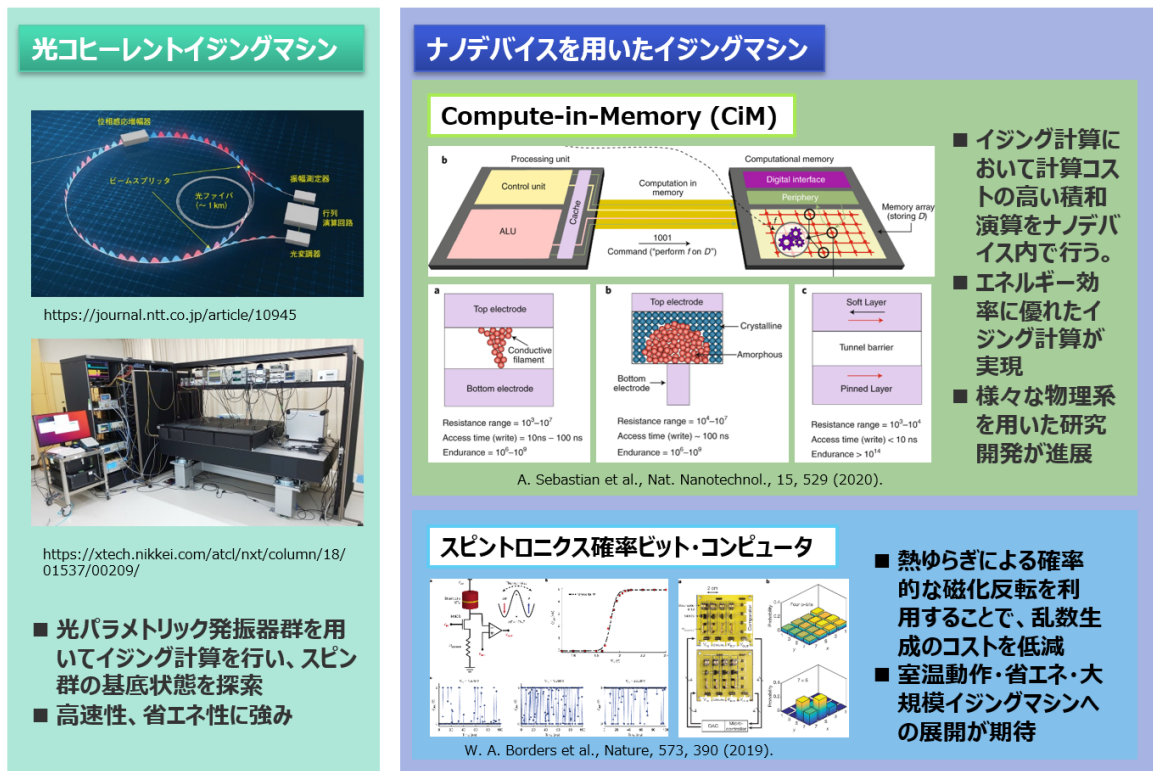 光コヒーレントイジングマシン
位相感応増幅器
ビームスプリッタ
光ファイバ
(~ 1 km)
振幅測定器
行列
演算回路
光変調器
https://journal.ntt.co.jp/article/10945
https://xtech.nikkei.com/atcl/nxt/column/18/
01537/00209/
■ 光パラメトリック発振器群を用
いてイジング計算を行い、スピン
群の基底状態を探索
■ 高速性、省エネ性に強み
ナノデバイスを用いたイジングマシン
Compute-in-Memory (CiM)
b
Processing unit
Control unit
ALU
Cache
Computation in
memory
1001
Command ("perform f on D")
Computational memory
Digital interface
Periphery
f
Memory array
(storing D)
a
Top electrode
Conductive
filament
Bottom electrode
Resistance range = 10³–10⁷
Access time (write) = 10ns – 100 ns
Endurance = 10⁶–10⁹
b
Top electrode
Crystalline
Amorphous
Bottom
electrode
Resistance range = 10⁴–10⁷
Access time (write) ~ 100 ns
Endurance = 10⁶–10⁹
c
Soft Layer
Tunnel barrier
Pinned Layer
Resistance range = 10³–10⁴
Access time (write) < 10 ns
Endurance > 10¹⁴
A. Sebastian et al., Nat. Nanotechnol., 15, 529 (2020).
■ イジング計算に
おいて計算コス
トの高い積和
演算をナノデバ
イス内で行う。
■ エネルギー効
率に優れたイ
ジング計算が
実現
■ 様々な物理系
を用いた研究
開発が進展
スピントロニクス確率ビット・コンピュータ
a
2 cm
Comparator
DAC
Micro-
controller
b
Probability
Four p-bits
Probability
W. A. Borders et al., Nature, 573, 390 (2019).
■ 熱ゆらぎによる確率
的な磁化反転を利
用することで、乱数生
成のコストを低減
■ 室温動作・省エネ・大
規模イジングマシンへ
の展開が期待